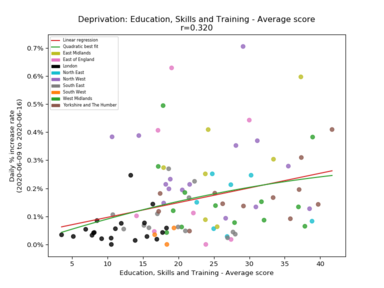 Deprivation: Education, Skills and Training - Average score
r=0.320
Linear regression
Quadratic best fit
East Midlands
East of England
London
North East
North West
South East
South West
West Midlands
Yorkshire and The Humber
0.7%
0.6%
0.5%
0.4%
0.3%
0.2%
0.1%
0.0%
Daily % increase rate
(2020-06-09 to 2020-06-16)
5 10 15 20 25 30 35 40
Education, Skills and Training - Average score